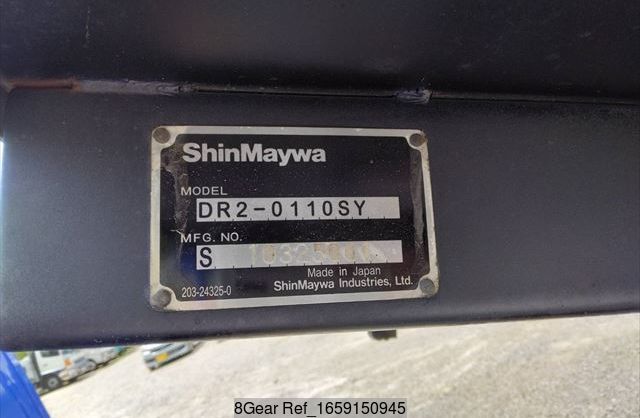 ShinMaywa
MODEL
DR2-0110SY
MFG. NO.
S
Made in Japan
203-24325-0
ShinMaywa Industries, Ltd.
8Gear Ref_1659150945